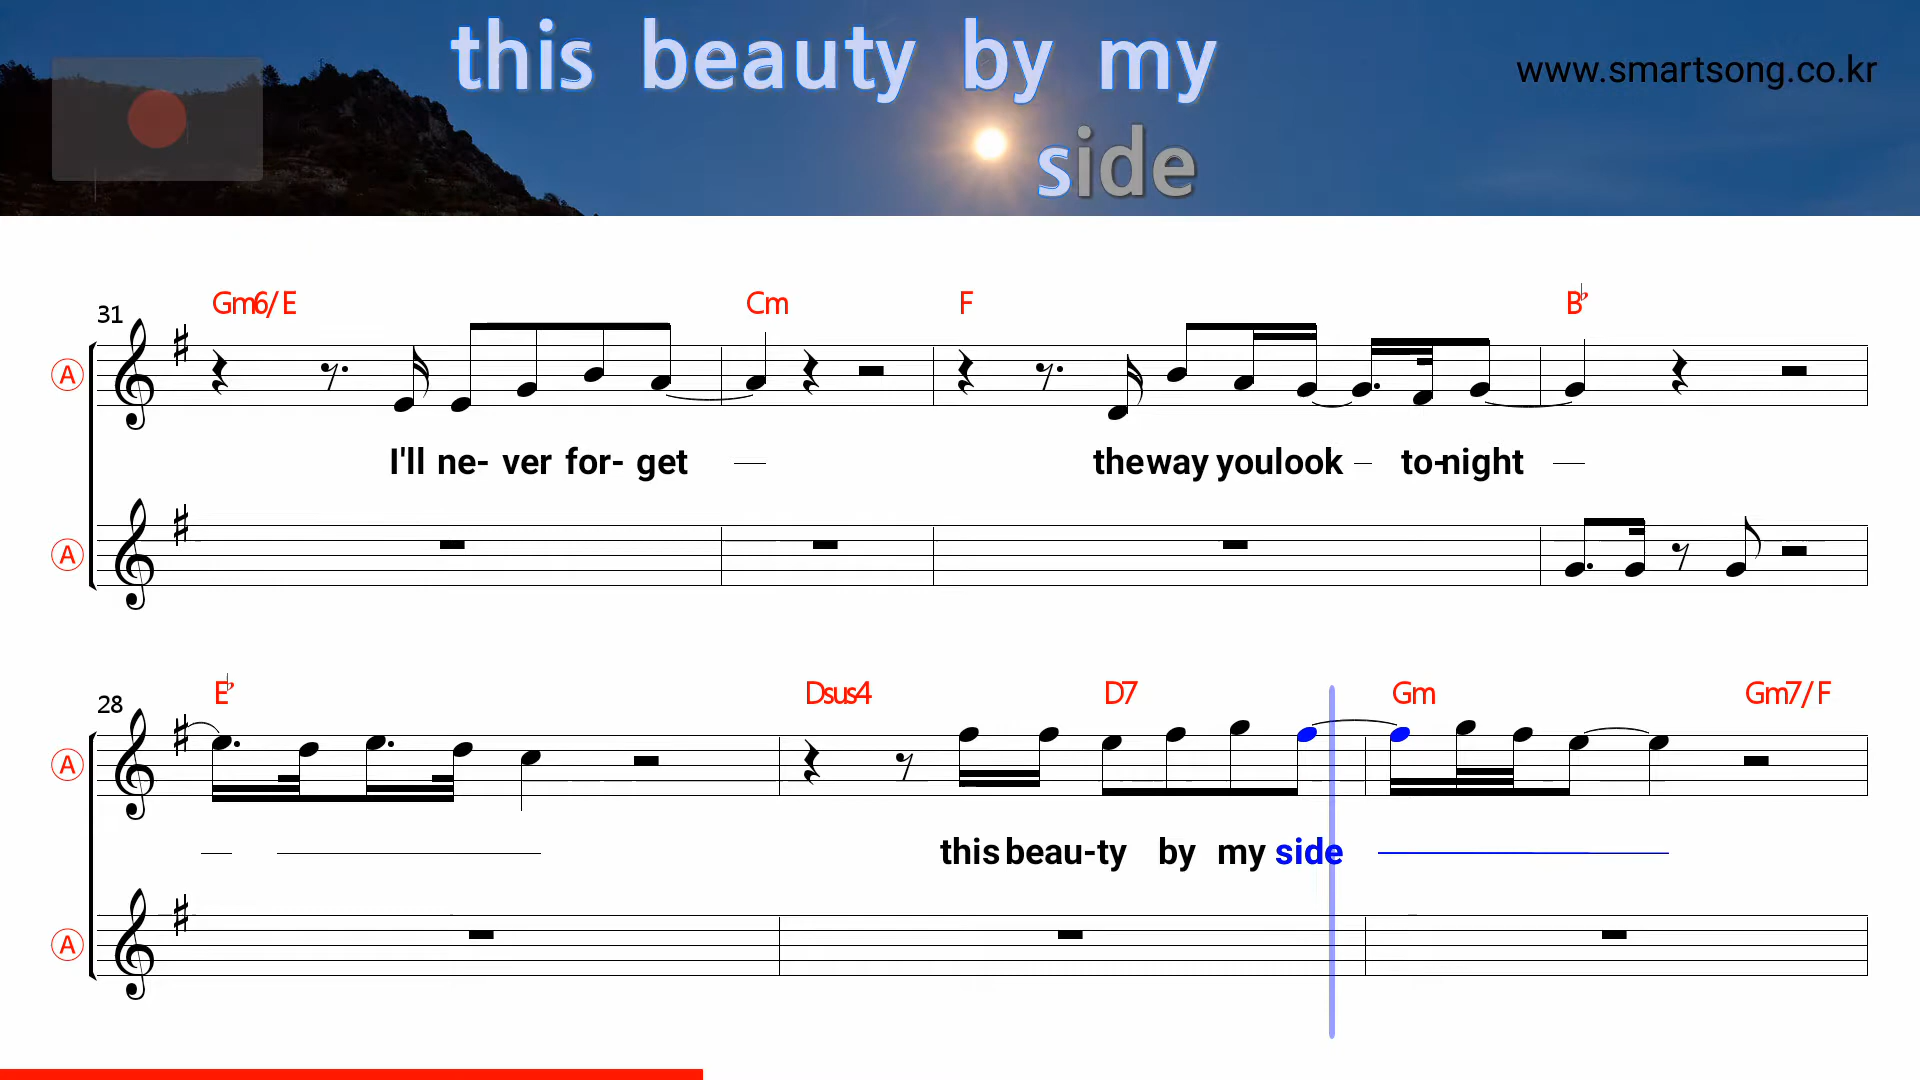 this beauty by my
side
www.smartsong.co.kr
31
Gm6/E Cm F B♭
A
I'll ne- ver for- get — the way you look — to- night —
A
28
E♭ Dsus4 D7 Gm Gm7/F
A
— — this beau-ty by my side —
A